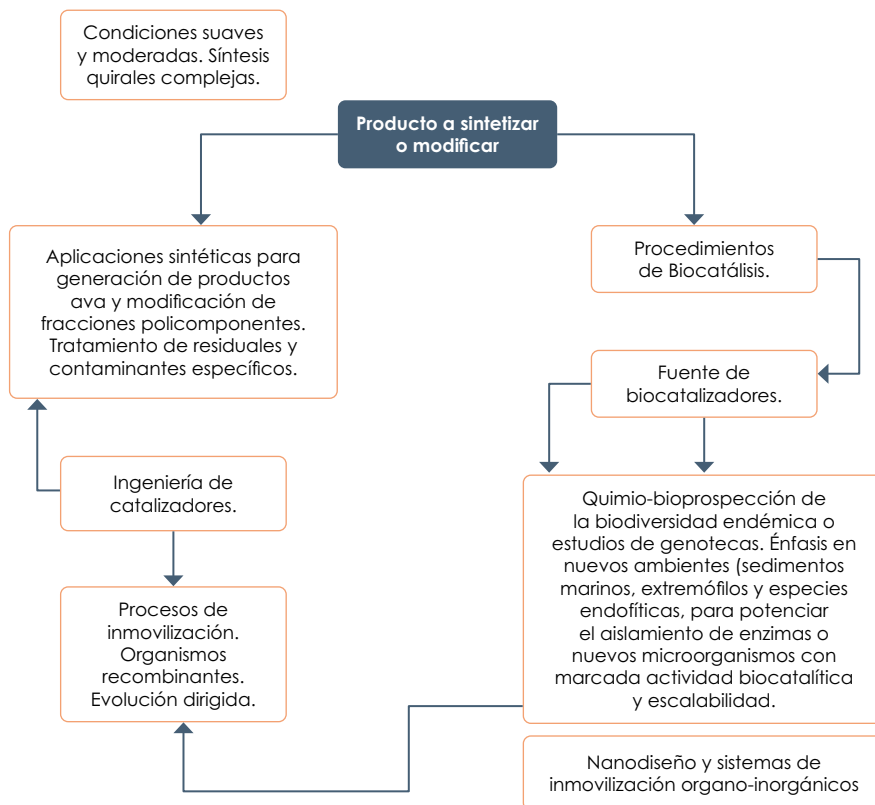 Condiciones suaves
y moderadas. Síntesis
quirales complejas.
Producto a sintetizar
o modificar
Aplicaciones sintéticas para
generación de productos
ava y modificación de
fracciones policomponentes.
Tratamiento de residuales y
contaminantes específicos.
Procedimientos
de Biocatálisis.
Fuente de
biocatalizadores.
Ingeniería de
catalizadores.
Quimio-bioprospección de
la biodiversidad endémica o
estudios de genotecas. Énfasis en
nuevos ambientes (sedimentos
marinos, extremófilos y especies
endofíticas, para potenciar
el aislamiento de enzimas o
nuevos microorganismos con
marcada actividad biocatalítica
y escalabilidad.
Procesos de
inmovilización.
Organismos
recombinantes.
Evolución dirigida.
Nanodiseño y sistemas de
inmovilización organo-inorgánicos